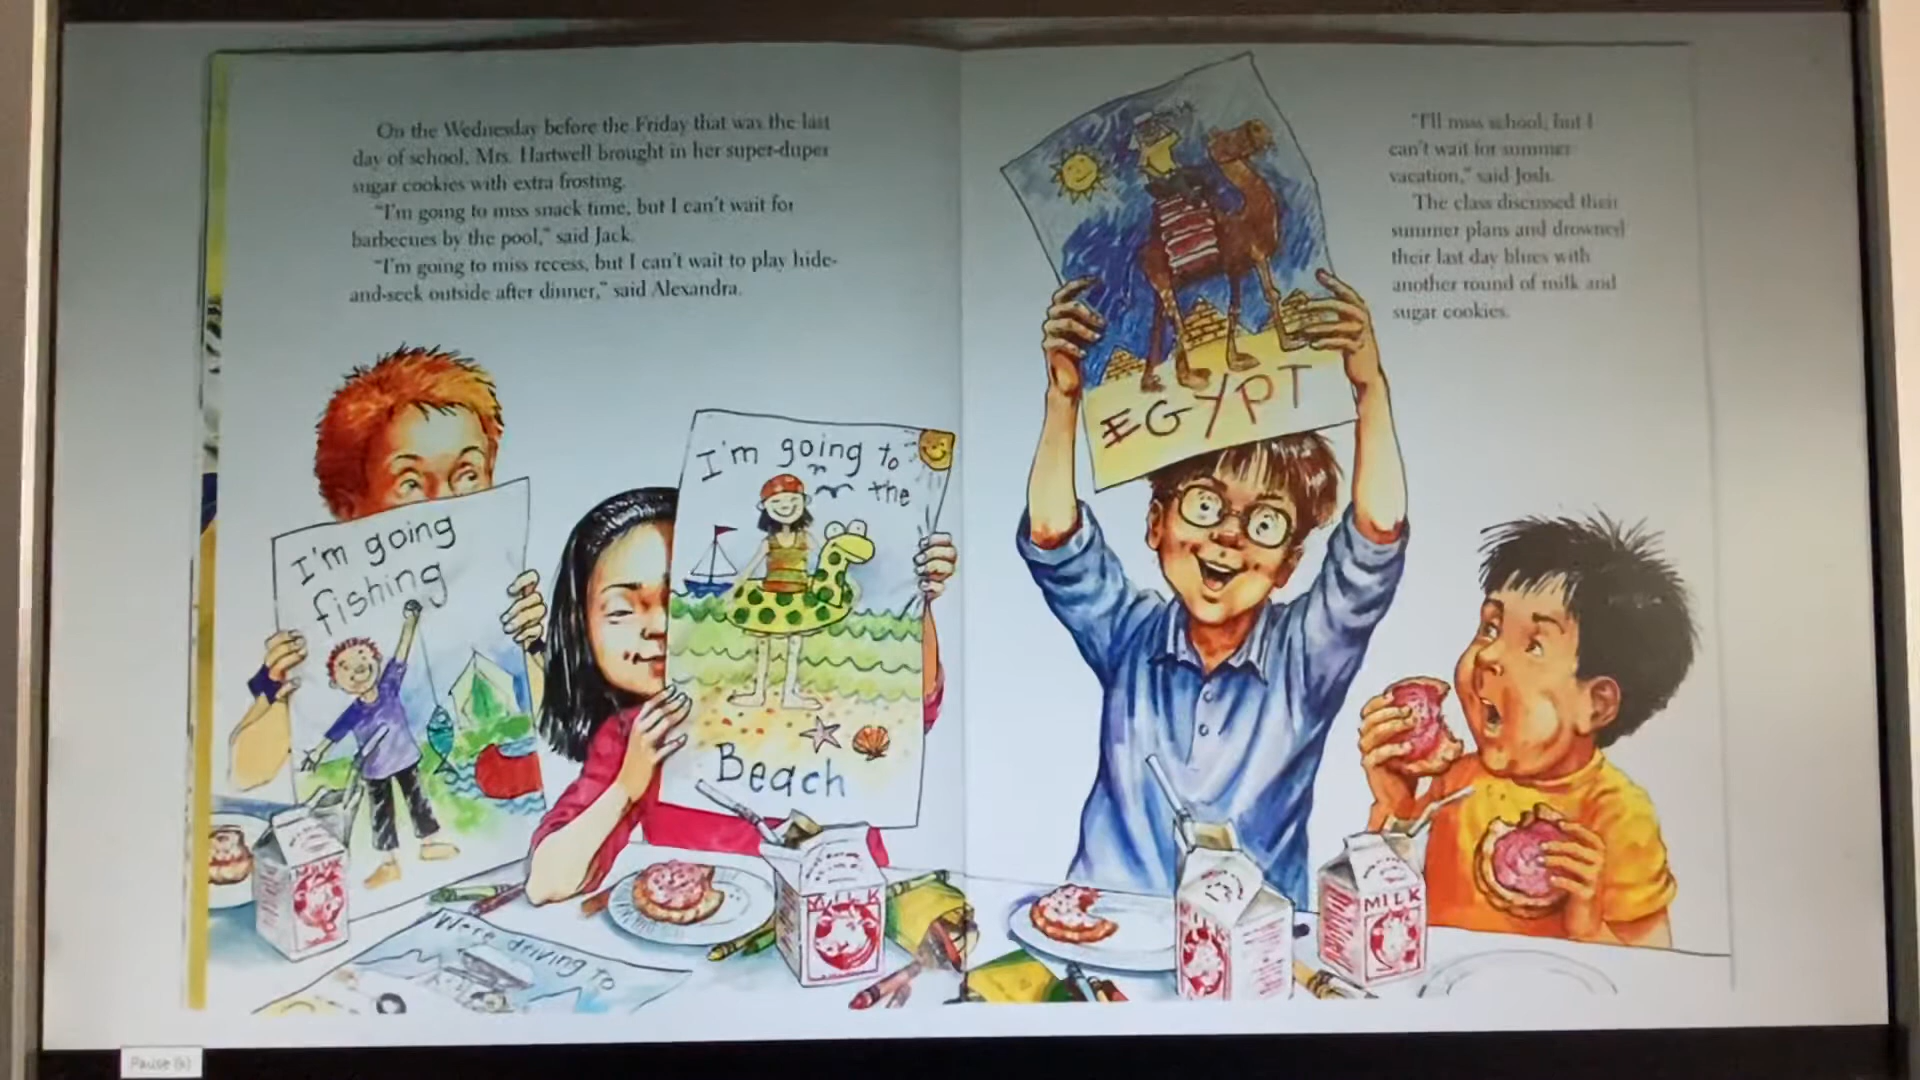 On the Wednesday before the Friday that was the last
day of school, Mrs. Hartwell brought in her super-duper
sugar cookies with extra frosting.
"I'm going to miss snack time, but I can't wait for
barbecues by the pool," said Jack.
"I'm going to miss recess, but I can't wait to play hide-
and-seek outside after dinner," said Alexandra.
I'm going
fishing
I'm going to
the
Beach
We're driving to
MILK
MILK
EGYPT
"I'll miss school, but I
can't wait for summer
vacation," said Josh.
The class discussed their
summer plans and drowned
their last day blues with
another round of milk and
sugar cookies.
MILK
MILK
Pause (k)